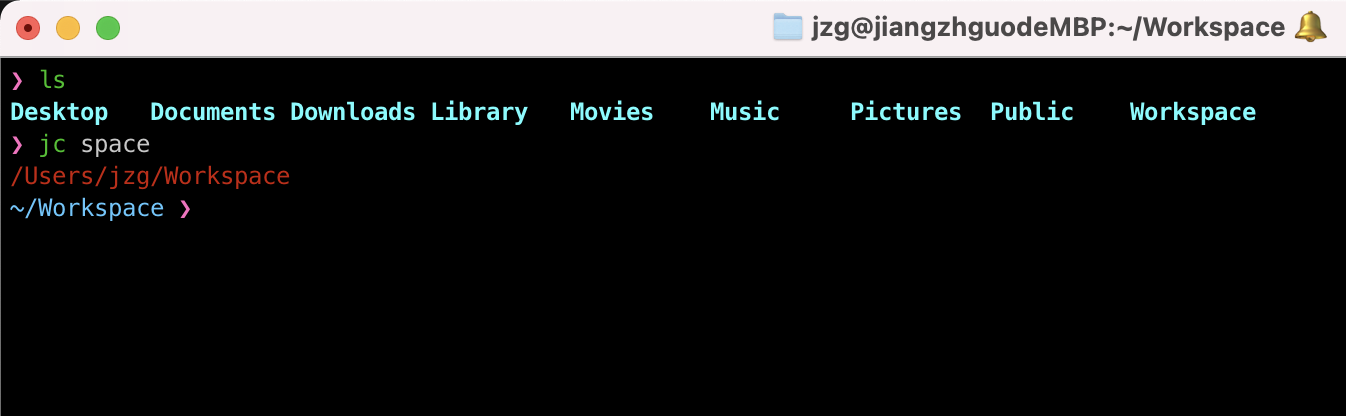 jzg@jiangzhguodeMBP:~/Workspace
❯ ls
Desktop Documents Downloads Library Movies Music Pictures Public Workspace
❯ jc space
/Users/jzg/Workspace
~/Workspace ❯